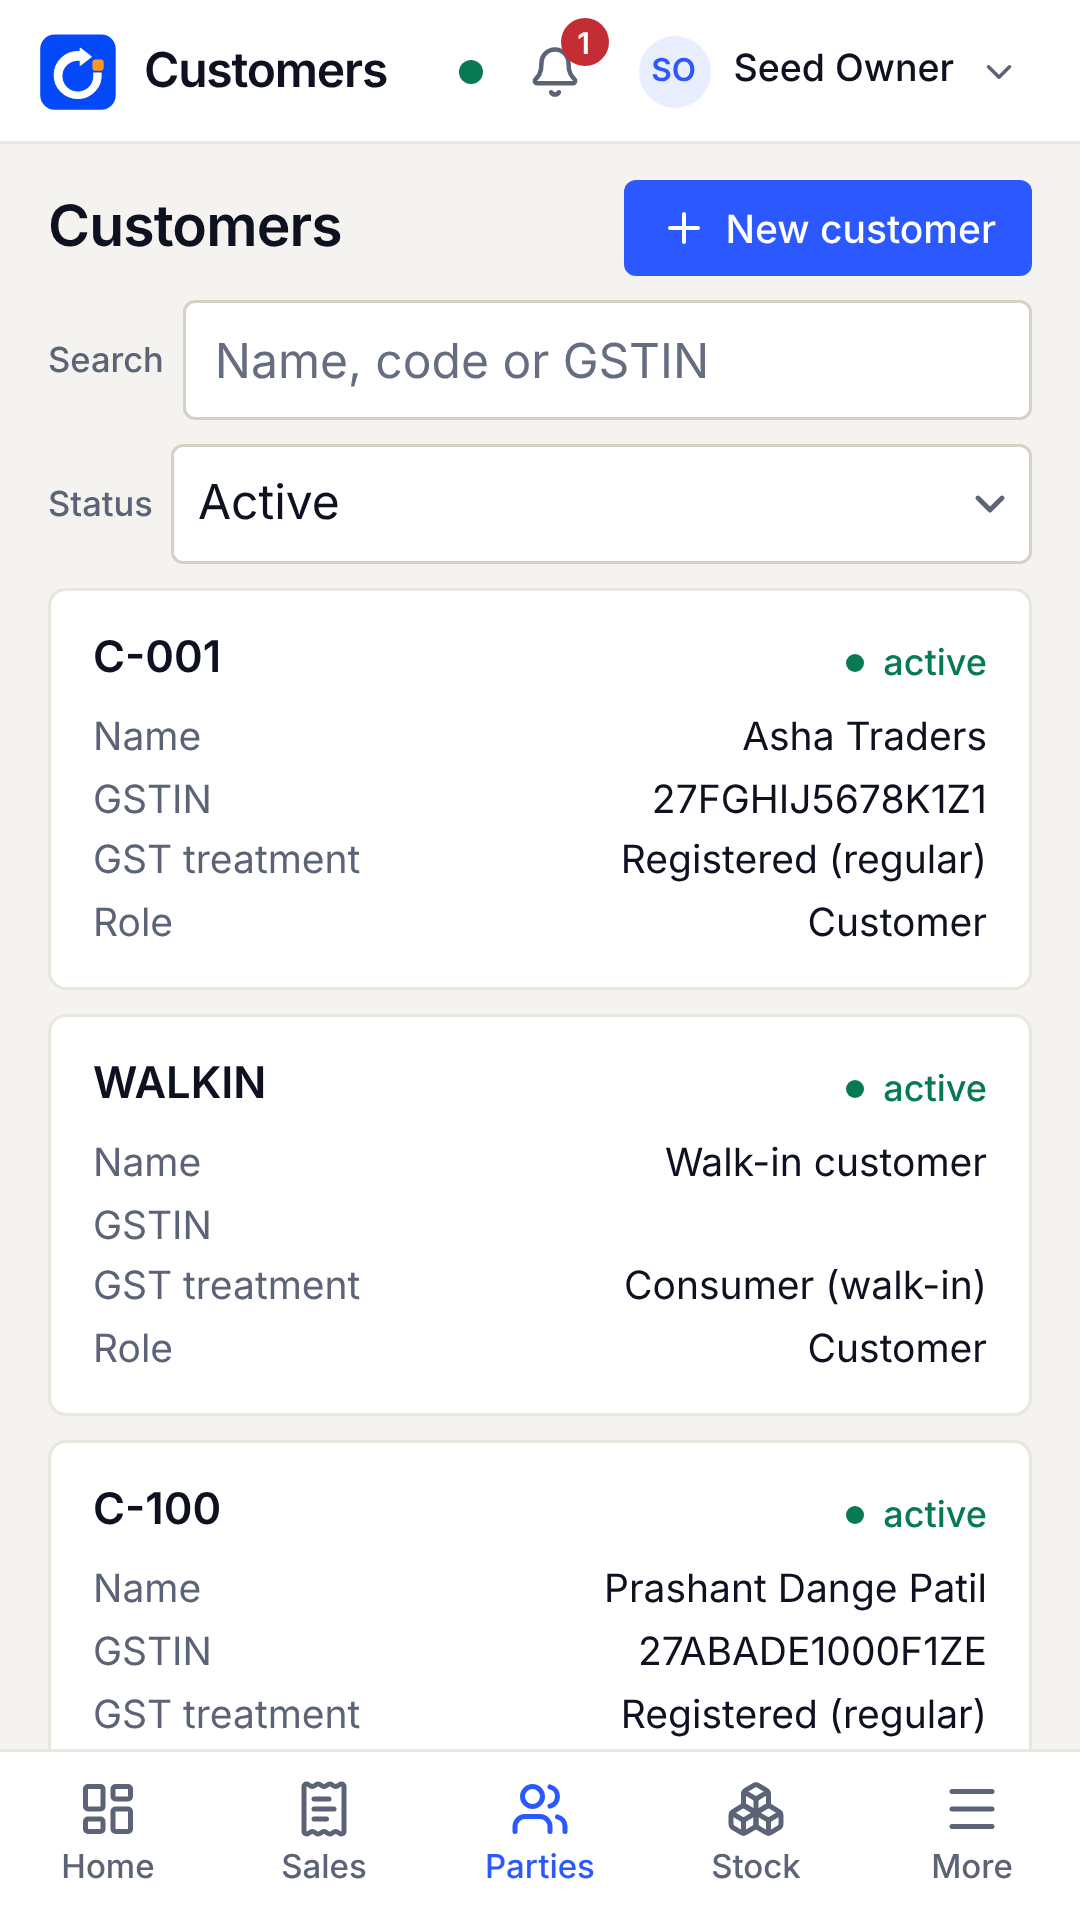 Customers
1
SO
Seed Owner
Customers
New customer
Search
Name, code or GSTIN
Status
Active
C-001
active
Name
Asha Traders
GSTIN
27FGHIJ5678K1Z1
GST treatment
Registered (regular)
Role
Customer
WALKIN
active
Name
Walk-in customer
GSTIN
GST treatment
Consumer (walk-in)
Role
Customer
C-100
active
Name
Prashant Dange Patil
GSTIN
27ABADE1000F1ZE
GST treatment
Registered (regular)
Home
Sales
Parties
Stock
More